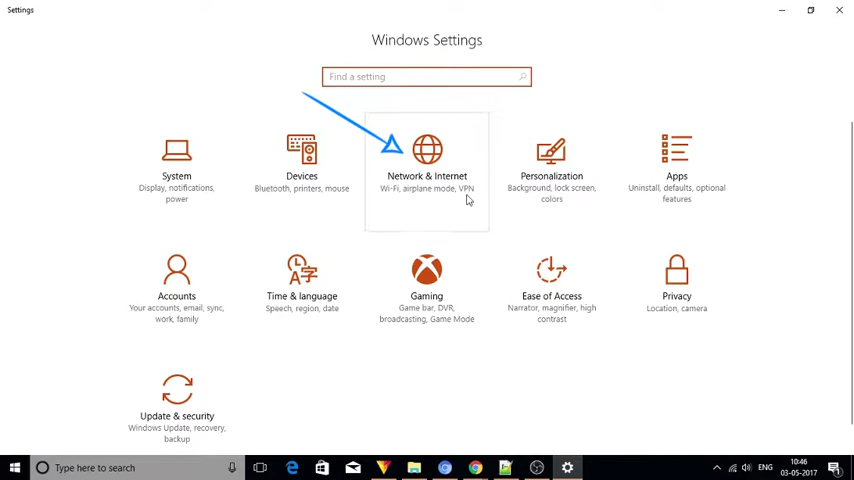 Settings
Windows Settings
Find a setting
System
Display, notifications,
power
Devices
Bluetooth, printers, mouse
Network & Internet
Wi-Fi, airplane mode, VPN
Personalization
Background, lock screen,
colors
Apps
Uninstall, defaults, optional
features
Accounts
Your accounts, email, sync,
work, family
Time & language
Speech, region, date
Gaming
Game bar, DVR,
broadcasting, Game Mode
Ease of Access
Narrator, magnifier, high
contrast
Privacy
Location, camera
Update & security
Windows Update, recovery,
backup
Type here to search
ENG
10:46
03-05-2017